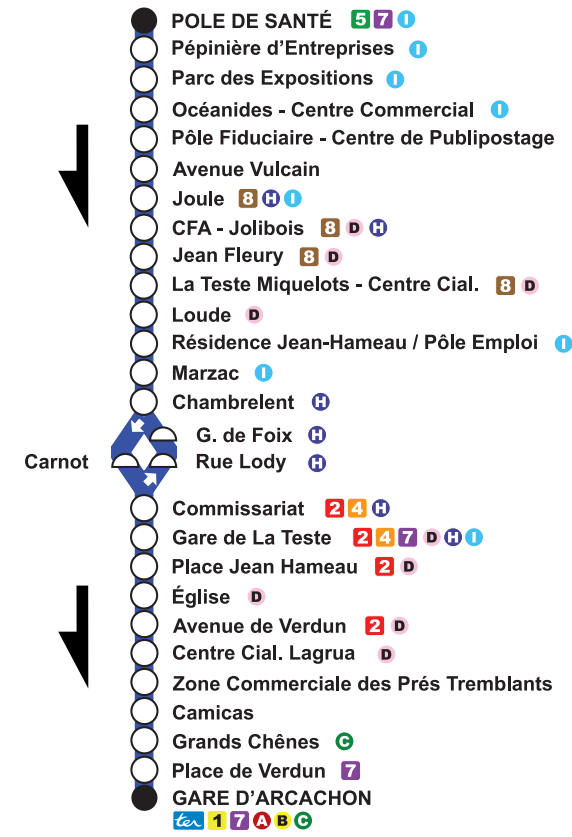 POLE DE SANTÉ 5 7 I
Pépinière d'Entreprises I
Parc des Expositions I
Océanides - Centre Commercial I
Pôle Fiduciaire - Centre de Publipostage
Avenue Vulcain
Joule 8 H I
CFA - Jolibois 8 D H
Jean Fleury 8 D
La Teste Miquelots - Centre Cial. 8 D
Loude D
Résidence Jean-Hameau / Pôle Emploi I
Marzac I
Chambrelent H
G. de Foix H
Carnot Rue Lody H
Commissariat 2 4 H
Gare de La Teste 2 4 7 D H I
Place Jean Hameau 2 D
Église D
Avenue de Verdun 2 D
Centre Cial. Lagrua D
Zone Commerciale des Prés Tremblants
Camicas
Grands Chênes C
Place de Verdun 7
GARE D'ARCACHON
ter 1 7 A B C